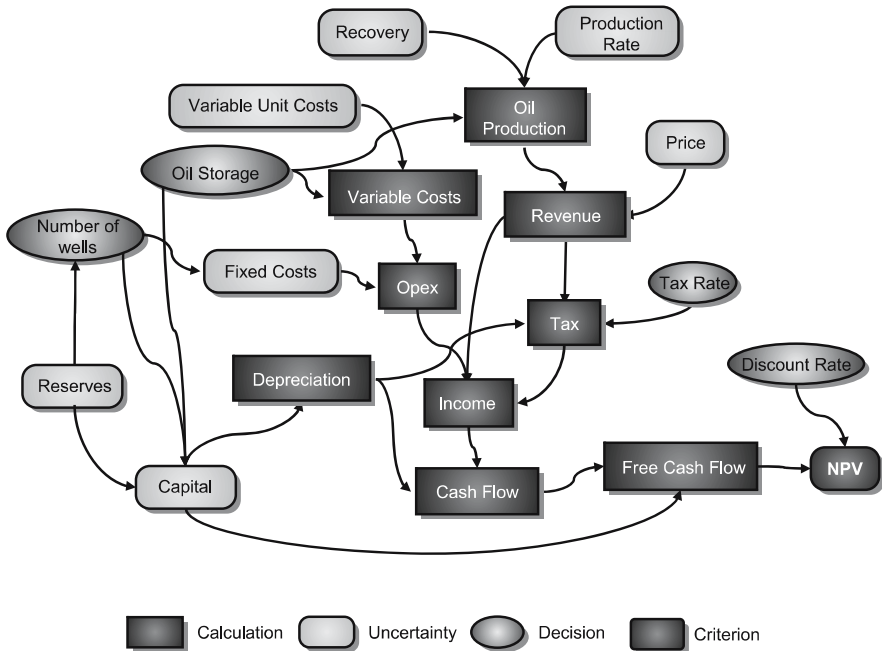 Recovery
Production
Rate
Variable Unit Costs
Oil
Production
Price
Oil Storage
Variable Costs
Revenue
Number of
wells
Fixed Costs
Opex
Tax Rate
Tax
Reserves
Depreciation
Discount Rate
Income
Capital
Cash Flow
Free Cash Flow
NPV
Calculation
Uncertainty
Decision
Criterion